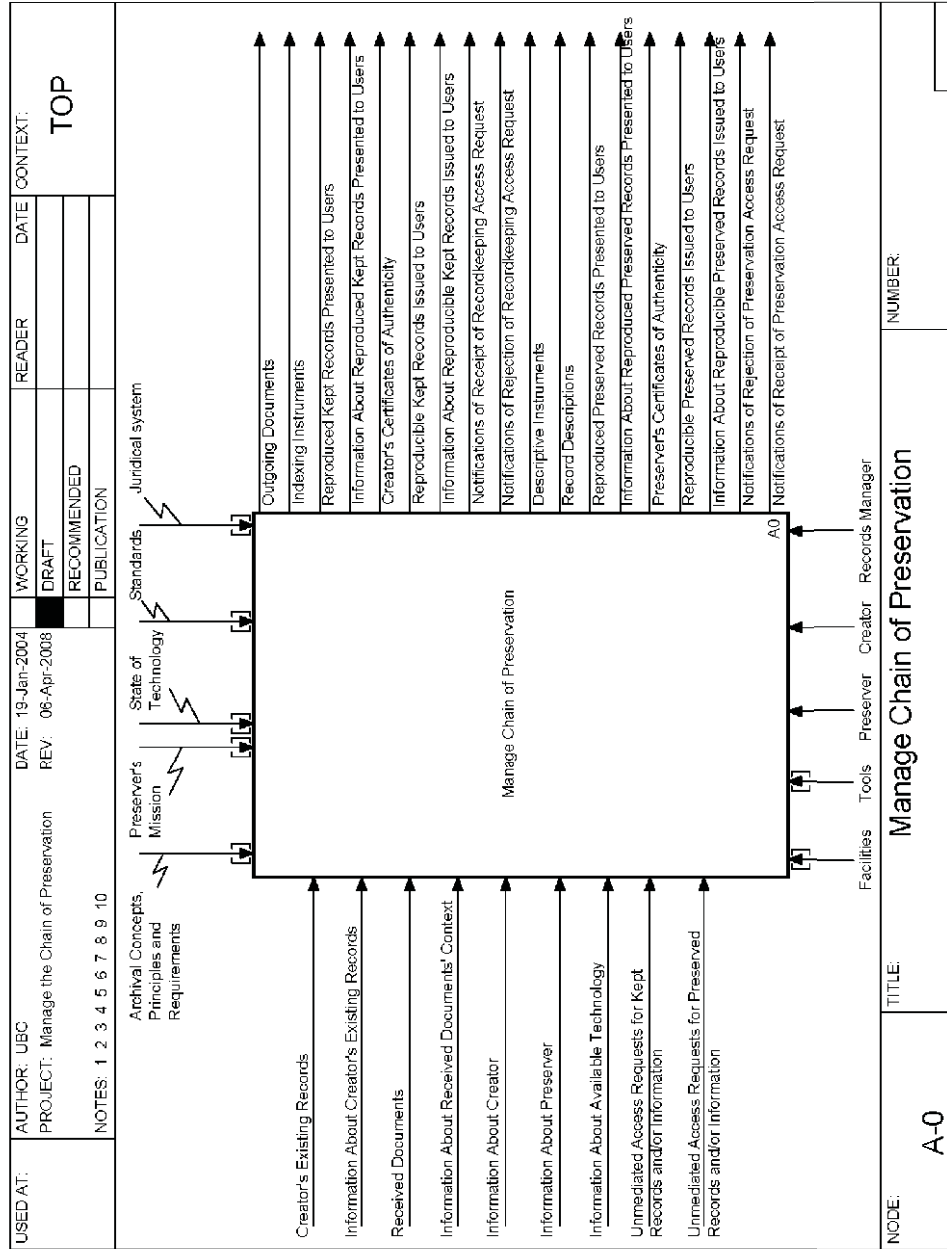 USED AT:
AUTHOR: UBC
DATE: 19-Jan-2004
WORKING
READER
DATE
CONTEXT:
PROJECT: Manage the Chain of Preservation
REV: 06-Apr-2008
DRAFT
TOP
RECOMMENDED
NOTES: 1 2 3 4 5 6 7 8 9 10
PUBLICATION
Archival Concepts,
Principles and
Requirements
Preserver's
Mission
State of
Technology
Standards
Juridical system
Creator's Existing Records
Information About Creator's Existing Records
Received Documents
Information About Received Documents' Context
Information About Creator
Information About Preserver
Information About Available Technology
Unmediated Access Requests for Kept
Records and/or Information
Unmediated Access Requests for Preserved
Records and/or Information
Manage Chain of Preservation
A0
Outgoing Documents
Indexing Instruments
Reproduced Kept Records Presented to Users
Information About Reproduced Kept Records Presented to Users
Creator's Certificates of Authenticity
Reproducible Kept Records Issued to Users
Information About Reproducible Kept Records Issued to Users
Notifications of Receipt of Recordkeeping Access Request
Notifications of Rejection of Recordkeeping Access Request
Descriptive Instruments
Record Descriptions
Reproduced Preserved Records Presented to Users
Information About Reproduced Preserved Records Presented to Users
Preserver's Certificates of Authenticity
Reproducible Preserved Records Issued to Users
Information About Reproducible Preserved Records Issued to Users
Notifications of Rejection of Preservation Access Request
Notifications of Receipt of Preservation Access Request
Facilities
Tools
Preserver
Creator
Records Manager
NODE:
TITLE:
NUMBER:
A-0
Manage Chain of Preservation